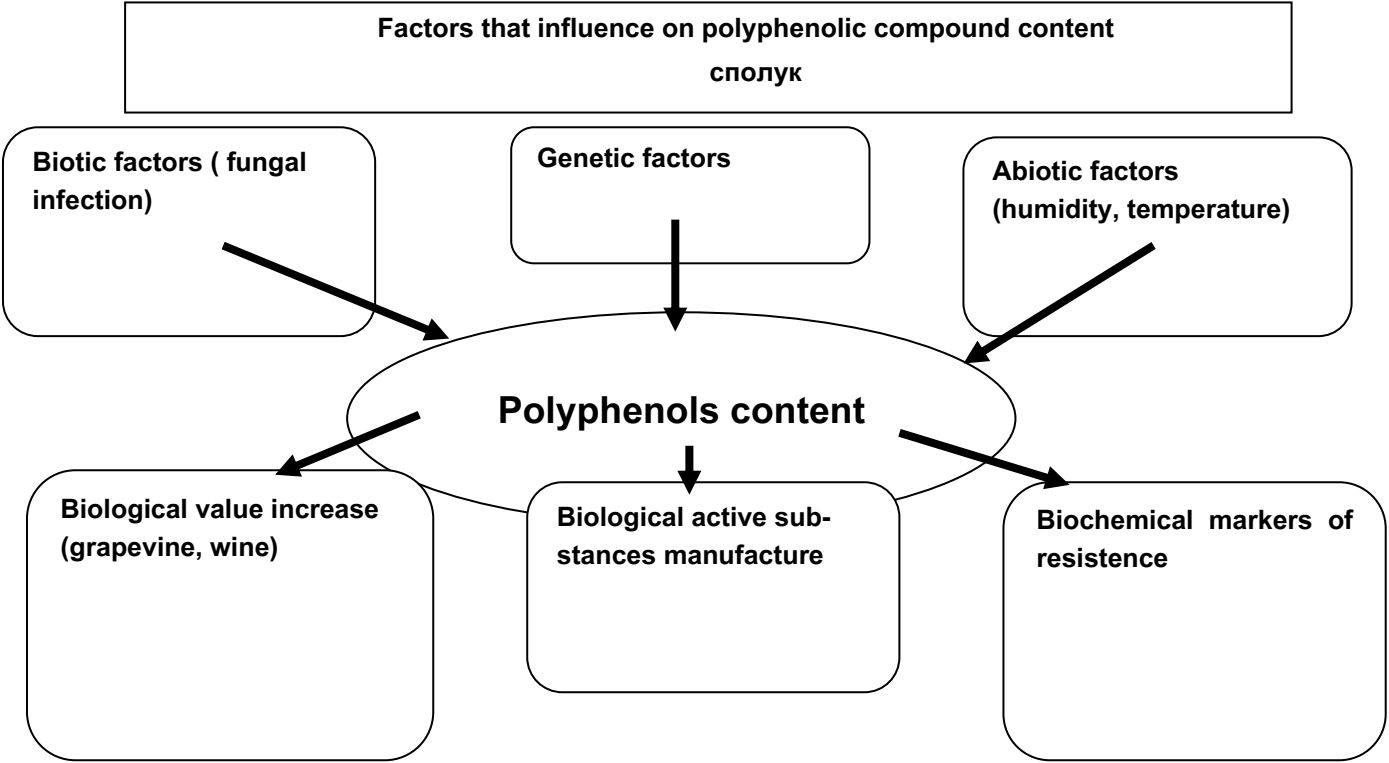 Factors that influence on polyphenolic compound content
сполук
Biotic factors ( fungal
infection)
Genetic factors
Abiotic factors
(humidity, temperature)
Polyphenols content
Biological value increase
(grapevine, wine)
Biological active sub-
stances manufacture
Biochemical markers of
resistence